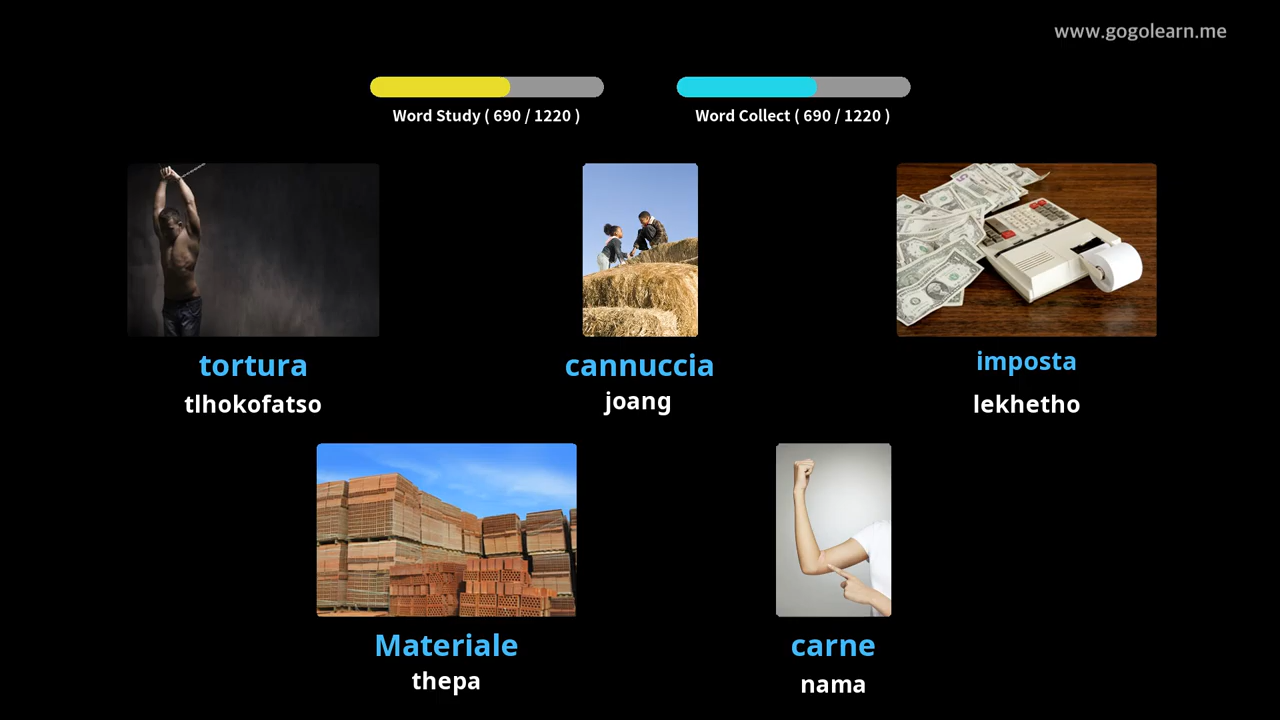 www.gogolearn.me
Word Study ( 690 / 1220 )
Word Collect ( 690 / 1220 )
tortura
tlhokofatso
cannuccia
joang
imposta
lekhetho
Materiale
thepa
carne
nama